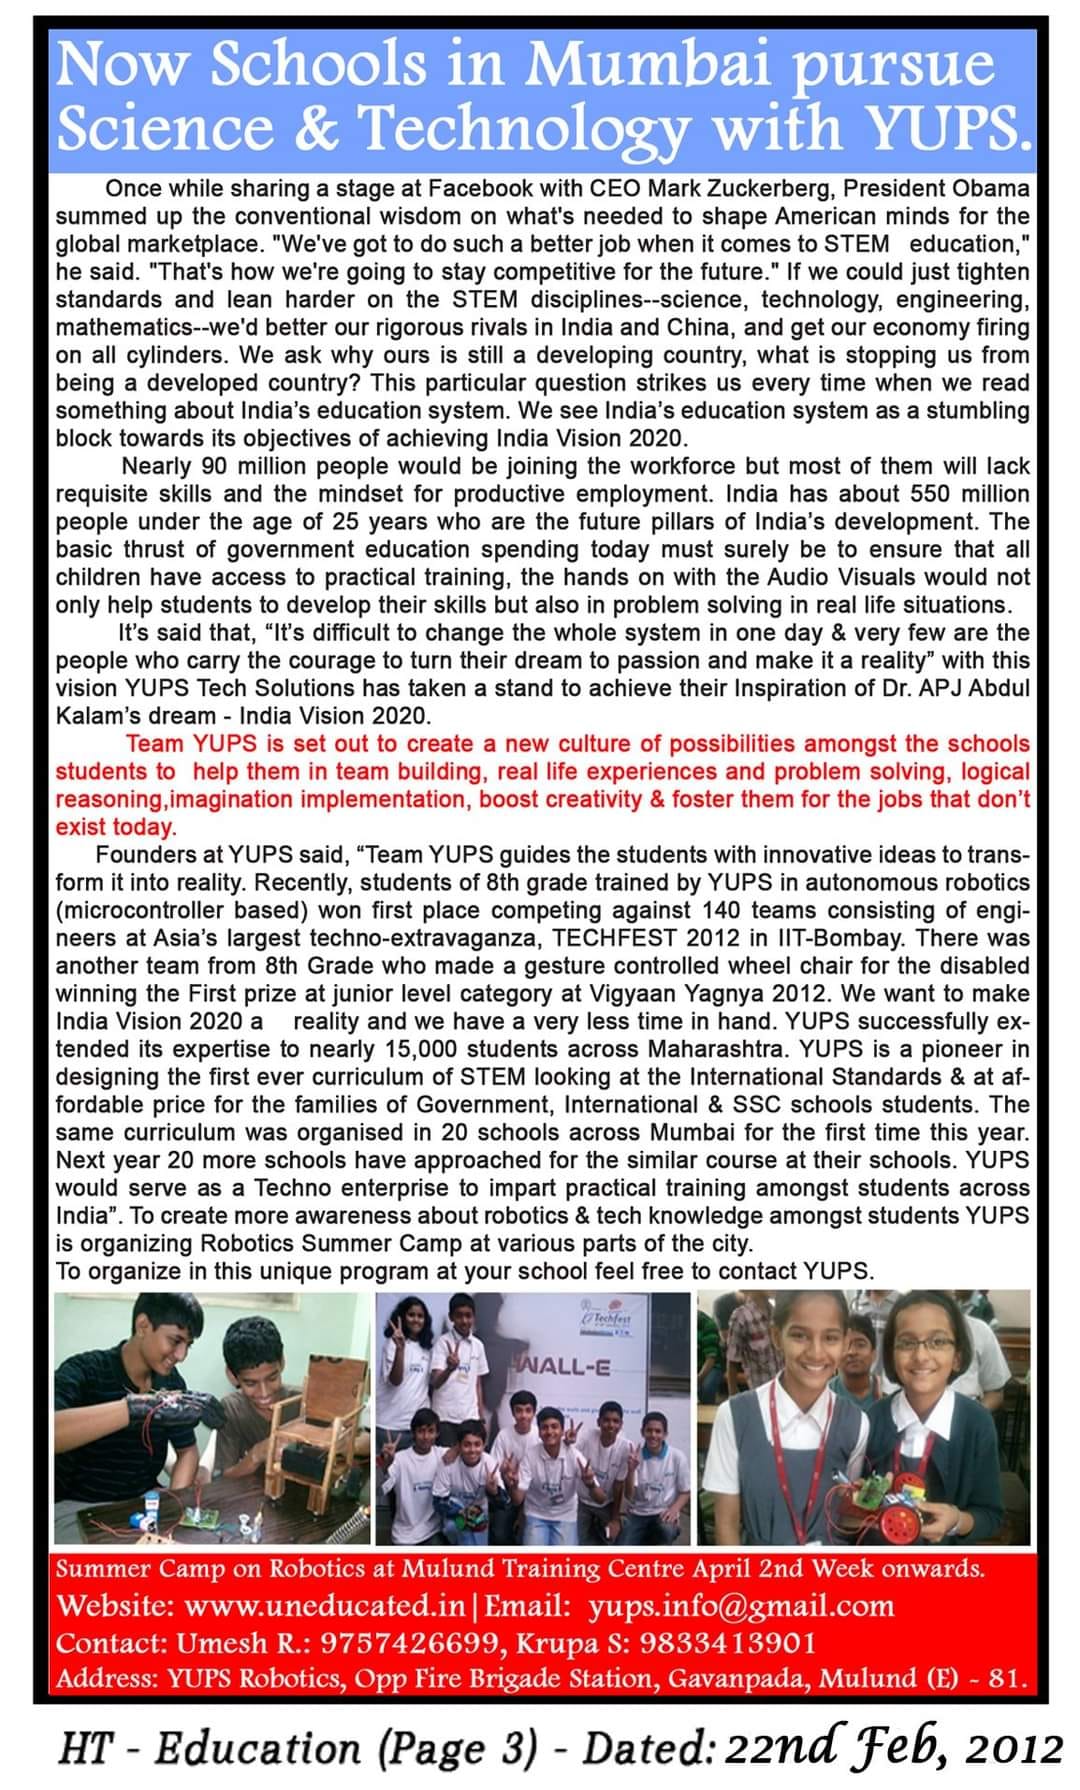 Now Schools in Mumbai pursue
Science & Technology with YUPS.
Once while sharing a stage at Facebook with CEO Mark Zuckerberg, President Obama
summed up the conventional wisdom on what's needed to shape American minds for the
global marketplace. "We've got to do such a better job when it comes to STEM education,"
he said. "That's how we're going to stay competitive for the future." If we could just tighten
standards and lean harder on the STEM disciplines--science, technology, engineering,
mathematics--we'd better our rigorous rivals in India and China, and get our economy firing
on all cylinders. We ask why ours is still a developing country, what is stopping us from
being a developed country? This particular question strikes us every time when we read
something about India’s education system. We see India’s education system as a stumbling
block towards its objectives of achieving India Vision 2020.
Nearly 90 million people would be joining the workforce but most of them will lack
requisite skills and the mindset for productive employment. India has about 550 million
people under the age of 25 years who are the future pillars of India’s development. The
basic thrust of government education spending today must surely be to ensure that all
children have access to practical training, the hands on with the Audio Visuals would not
only help students to develop their skills but also in problem solving in real life situations.
It’s said that, “It’s difficult to change the whole system in one day & very few are the
people who carry the courage to turn their dream to passion and make it a reality” with this
vision YUPS Tech Solutions has taken a stand to achieve their Inspiration of Dr. APJ Abdul
Kalam’s dream - India Vision 2020.
Team YUPS is set out to create a new culture of possibilities amongst the schools
students to help them in team building, real life experiences and problem solving, logical
reasoning,imagination implementation, boost creativity & foster them for the jobs that don’t
exist today.
Founders at YUPS said, “Team YUPS guides the students with innovative ideas to trans-
form it into reality. Recently, students of 8th grade trained by YUPS in autonomous robotics
(microcontroller based) won first place competing against 140 teams consisting of engi-
neers at Asia’s largest techno-extravaganza, TECHFEST 2012 in IIT-Bombay. There was
another team from 8th Grade who made a gesture controlled wheel chair for the disabled
winning the First prize at junior level category at Vigyaan Yagnya 2012. We want to make
India Vision 2020 a reality and we have a very less time in hand. YUPS successfully ex-
tended its expertise to nearly 15,000 students across Maharashtra. YUPS is a pioneer in
designing the first ever curriculum of STEM looking at the International Standards & at af-
fordable price for the families of Government, International & SSC schools students. The
same curriculum was organised in 20 schools across Mumbai for the first time this year.
Next year 20 more schools have approached for the similar course at their schools. YUPS
would serve as a Techno enterprise to impart practical training amongst students across
India”. To create more awareness about robotics & tech knowledge amongst students YUPS
is organizing Robotics Summer Camp at various parts of the city.
To organize in this unique program at your school feel free to contact YUPS.
Techfest
WALL-E
Summer Camp on Robotics at Mulund Training Centre April 2nd Week onwards.
Website: www.uneducated.in|Email: yups.info@gmail.com
Contact: Umesh R.: 9757426699, Krupa S: 9833413901
Address: YUPS Robotics, Opp Fire Brigade Station, Gavanpada, Mulund (E) - 81.
HT - Education (Page 3) - Dated: 22nd Feb, 2012